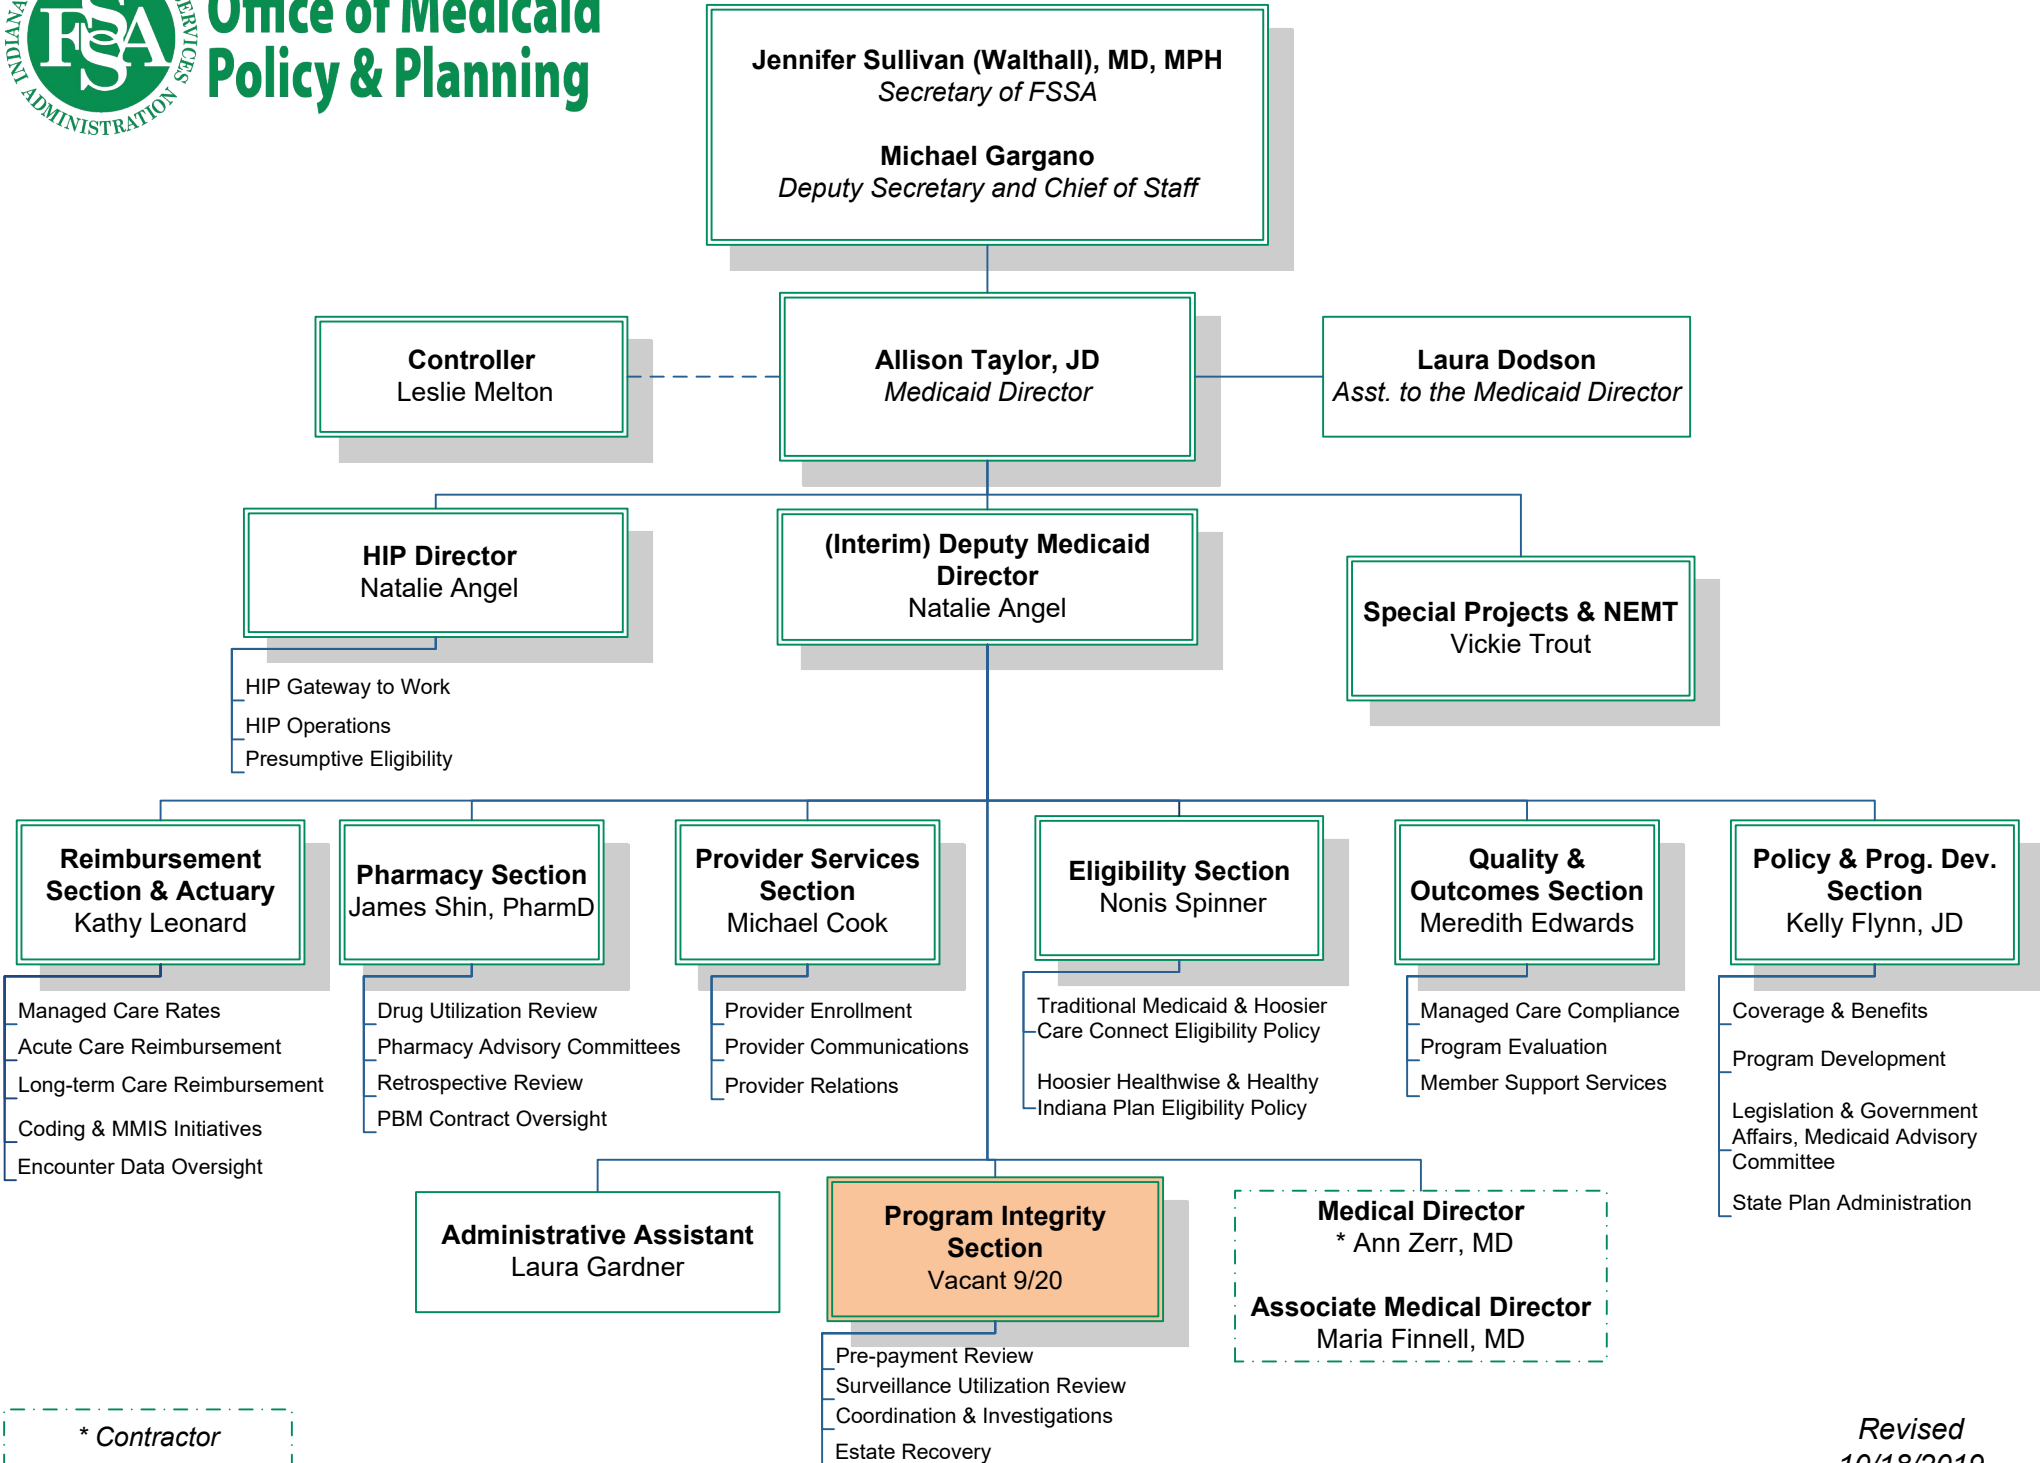 Office of Medicaid
Policy & Planning
INDIANA
SERVICES
ADMINISTRATION
FSSA
Jennifer Sullivan (Walthall), MD, MPH
Secretary of FSSA
Michael Gargano
Deputy Secretary and Chief of Staff
Controller
Leslie Melton
Allison Taylor, JD
Medicaid Director
Laura Dodson
Asst. to the Medicaid Director
HIP Director
Natalie Angel
(Interim) Deputy Medicaid
Director
Natalie Angel
Special Projects & NEMT
Vickie Trout
HIP Gateway to Work
HIP Operations
Presumptive Eligibility
Reimbursement
Section & Actuary
Kathy Leonard
Pharmacy Section
James Shin, PharmD
Provider Services
Section
Michael Cook
Eligibility Section
Nonis Spinner
Quality &
Outcomes Section
Meredith Edwards
Policy & Prog. Dev.
Section
Kelly Flynn, JD
Managed Care Rates
Acute Care Reimbursement
Long-term Care Reimbursement
Coding & MMIS Initiatives
Encounter Data Oversight
Drug Utilization Review
Pharmacy Advisory Committees
Retrospective Review
PBM Contract Oversight
Provider Enrollment
Provider Communications
Provider Relations
Traditional Medicaid & Hoosier
Care Connect Eligibility Policy
Hoosier Healthwise & Healthy
Indiana Plan Eligibility Policy
Managed Care Compliance
Program Evaluation
Member Support Services
Coverage & Benefits
Program Development
Legislation & Government
Affairs, Medicaid Advisory
Committee
State Plan Administration
Administrative Assistant
Laura Gardner
Program Integrity
Section
Vacant 9/20
Medical Director
* Ann Zerr, MD
Associate Medical Director
Maria Finnell, MD
Pre-payment Review
Surveillance Utilization Review
Coordination & Investigations
Estate Recovery
* Contractor
Revised
10/18/2019